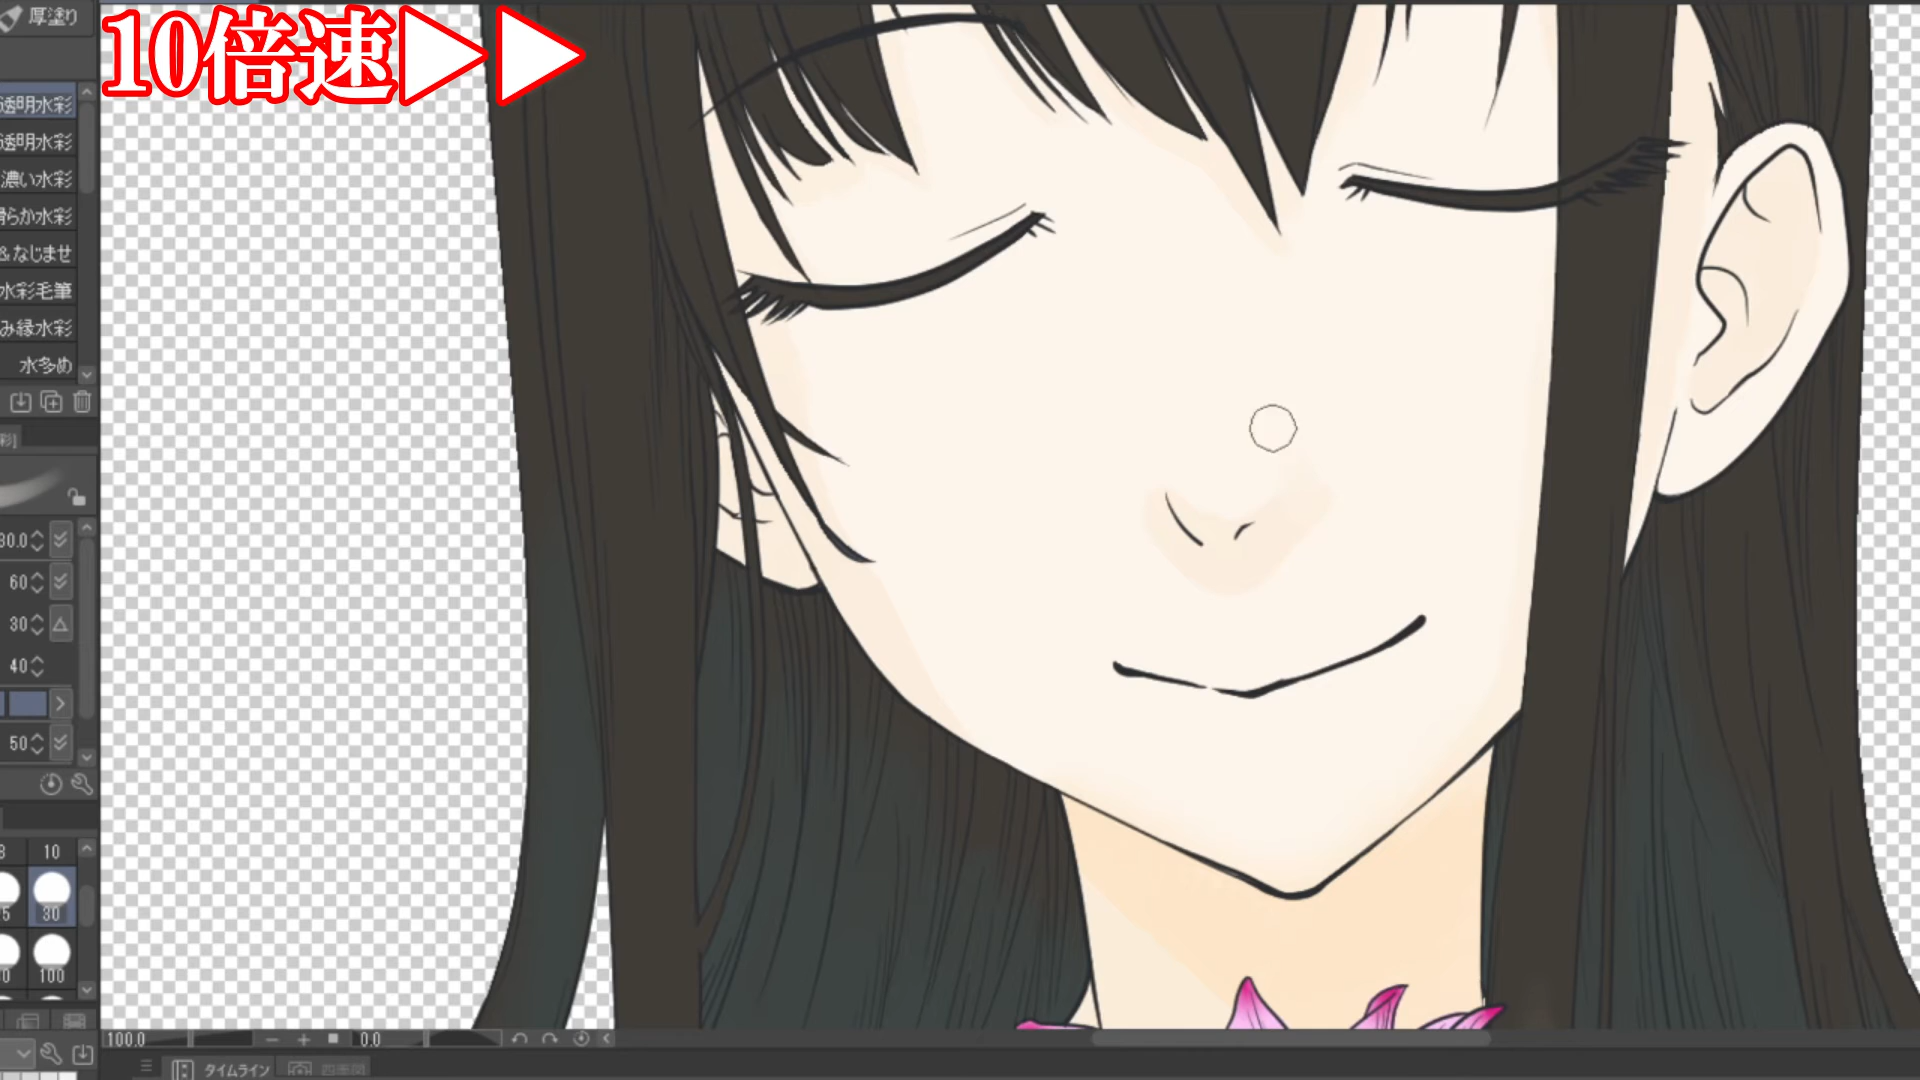 厚塗り
10倍速
透明水彩
透明水彩
濃い水彩
滑らか水彩
&なじませ
水彩毛筆
み縁水彩
水多め
彩]
30.0
60
30
40
50
10
30
100
100.0
0.0
タイムライン